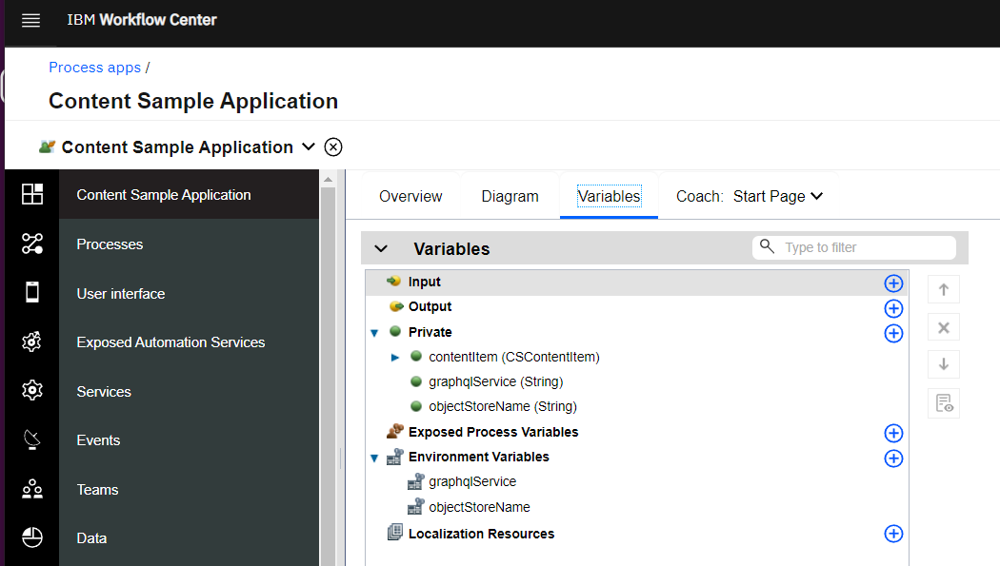 IBM Workflow Center
Process apps /
Content Sample Application
Content Sample Application
Content Sample Application
Processes
User interface
Exposed Automation Services
Services
Events
Teams
Data
Overview Diagram Variables Coach: Start Page
Variables Type to filter
Input
Output
Private
contentItem (CSContentItem)
graphqlService (String)
objectStoreName (String)
Exposed Process Variables
Environment Variables
graphqlService
objectStoreName
Localization Resources